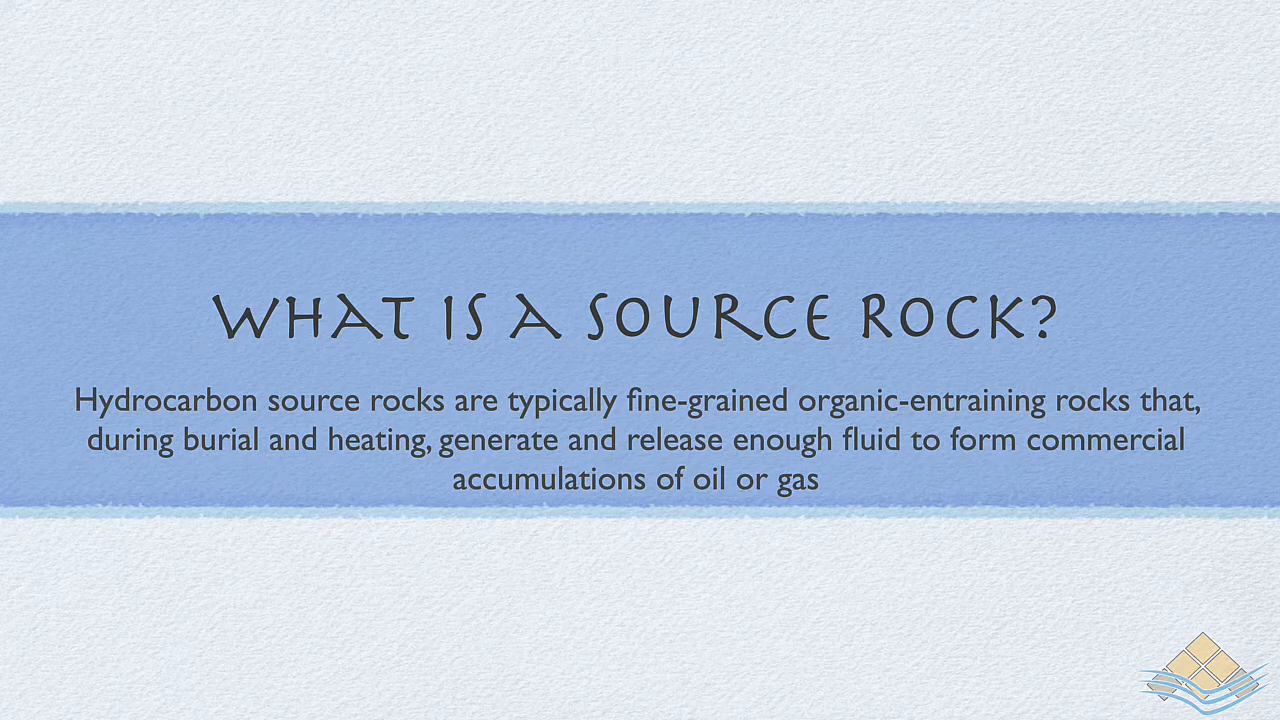 WHAT IS A SOURCE ROCK?
Hydrocarbon source rocks are typically fine-grained organic-entraining rocks that,
during burial and heating, generate and release enough fluid to form commercial
accumulations of oil or gas